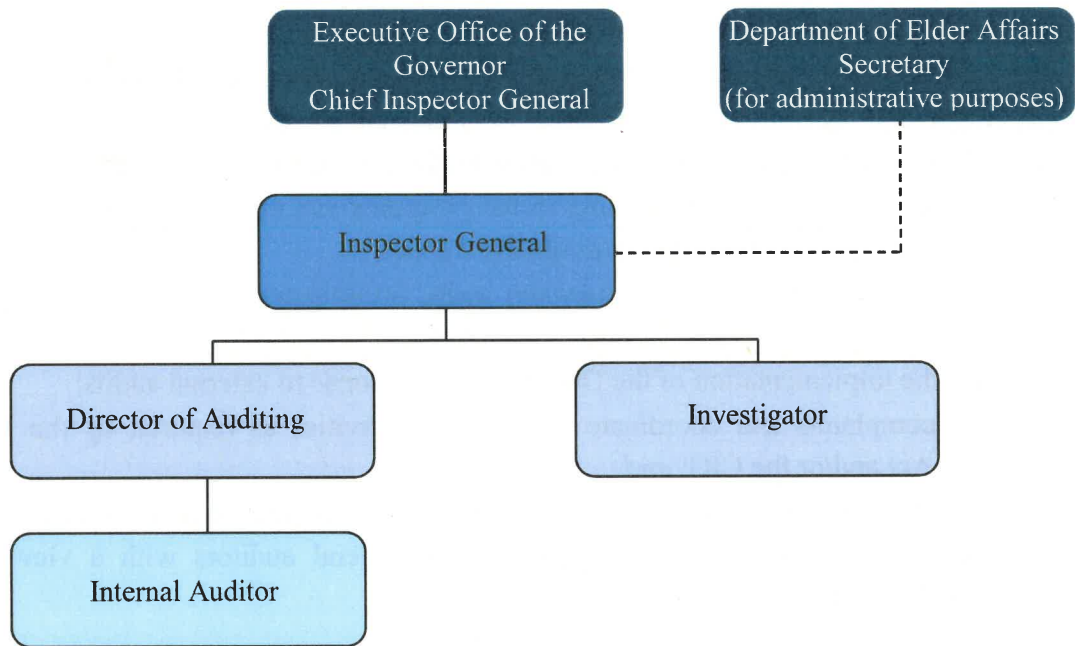 Executive Office of the
Governor
Chief Inspector General
Department of Elder Affairs
Secretary
(for administrative purposes)
Inspector General
Director of Auditing
Investigator
Internal Auditor